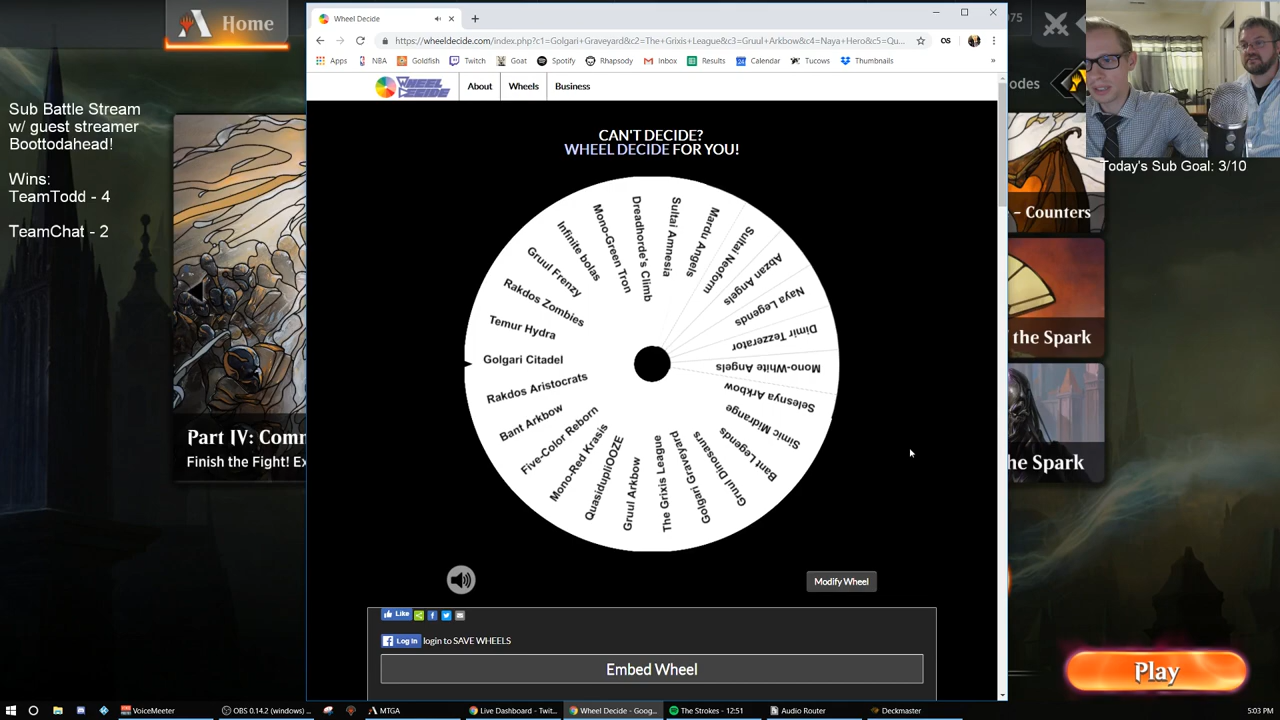 Home
Sub Battle Stream
w/ guest streamer
Boottodahead!
Wins:
TeamTodd - 4
TeamChat - 2
Part IV: Comm
Finish the Fight! Ex
Wheel Decide
https://wheeldecide.com/index.php?c1=Golgari+Graveyard&c2=The+Grixis+League&c3=Gruul+Arkbow&c4=Naya+Hero&c5=Qu...
OS
Apps
NBA
Goldfish
Twitch
Goat
Spotify
Rhapsody
Inbox
Results
Calendar
Tucows
Thumbnails
»
WHEEL DECIDE
About
Wheels
Business
CAN'T DECIDE?
WHEEL DECIDE FOR YOU!
Dreadhorde's Climb
Sultai Amnesia
Mardu Angels
Sultai Neoform
Abzan Angels
Naya Legends
Dimir Tezzerator
Mono-White Angels
Selesnya Arkbow
Simic Midrange
Bant Legends
Gruul Dinosaurs
Golgari Graveyard
The Grixis League
Gruul Arkbow
QuasidupliOOZE
Mono-Red Krasis
Five-Color Reborn
Bant Arkbow
Rakdos Aristocrats
Golgari Citadel
Temur Hydra
Rakdos Zombies
Gruul Frenzy
Infinite bolas
Mono-Green Tron
Modify Wheel
Like
Log In
login to SAVE WHEELS
Embed Wheel
75
odes
Today's Sub Goal: 3/10
– Counters
the Spark
he Spark
Play
VoiceMeeter
OBS 0.14.2 (windows) ...
MTGA
Live Dashboard - Twit...
Wheel Decide - Goog...
The Strokes - 12:51
Audio Router
Deckmaster
5:03 PM